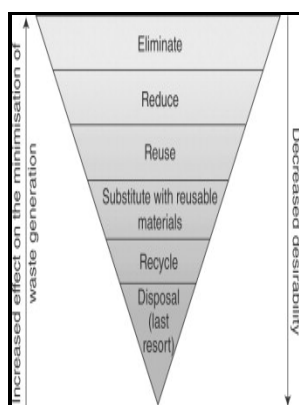 Eliminate
Reduce
Reuse
Substitute with reusable
materials
Recycle
Disposal
(last
resort)
Increased effect on the minimisation of
waste generation
Decreased desirability